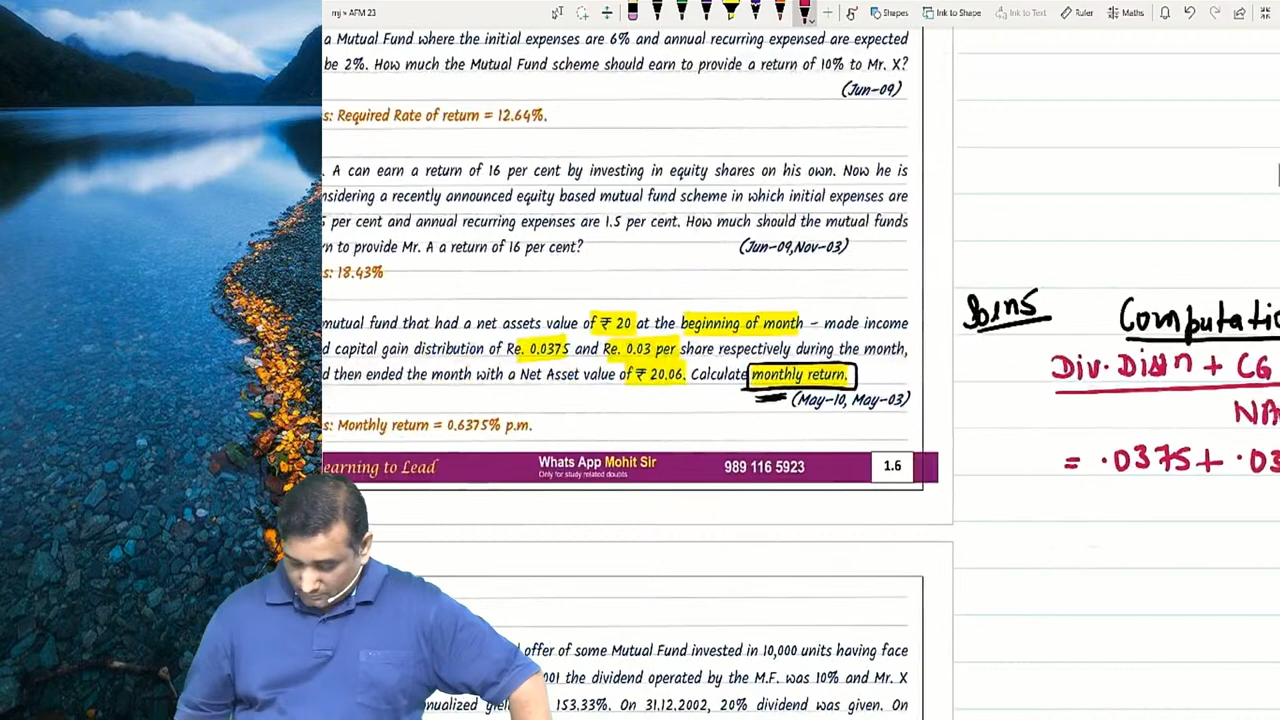 mj » AFM 23
Shapes
Ink to Shape
Ink to Text
Ruler
Maths
a Mutual Fund where the initial expenses are 6% and annual recurring expensed are expected
be 2%. How much the Mutual Fund scheme should earn to provide a return of 10% to Mr. X?
(Jun-09)
s: Required Rate of return = 12.64%.
. A can earn a return of 16 per cent by investing in equity shares on his own. Now he is
nsidering a recently announced equity based mutual fund scheme in which initial expenses are
per cent and annual recurring expenses are 1.5 per cent. How much should the mutual funds
n to provide Mr. A a return of 16 per cent?
(Jun-09,Nov-03)
s: 18.43%
mutual fund that had a net assets value of ₹ 20 at the beginning of month – made income
d capital gain distribution of Re. 0.0375 and Re. 0.03 per share respectively during the month,
d then ended the month with a Net Asset value of ₹ 20.06. Calculate monthly return.
(May-10, May-03)
s: Monthly return = 0.6375% p.m.
earning to Lead
Whats App Mohit Sir
Only for study related doubts
989 116 5923
1.6
offer of some Mutual Fund invested in 10,000 units having face
001 the dividend operated by the M.F. was 10% and Mr. X
153.33%. On 31.12.2002, 20% dividend was given. On
Computatio
Div. Distn + CG
NA
= .0375 + .03